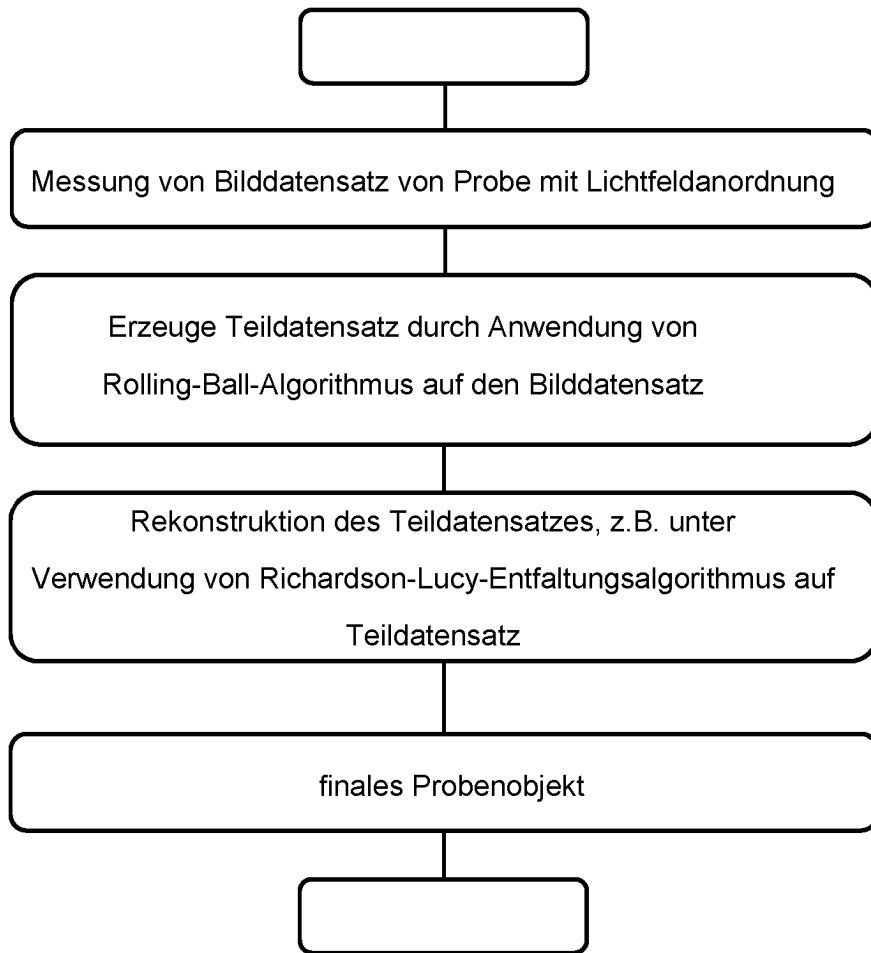 Messung von Bilddatensatz von Probe mit Lichtfeldanordnung
Erzeuge Teildatensatz durch Anwendung von
Rolling-Ball-Algorithmus auf den Bilddatensatz
Rekonstruktion des Teildatensatzes, z.B. unter
Verwendung von Richardson-Lucy-Entfaltungsalgorithmus auf
Teildatensatz
finales Probenobjekt